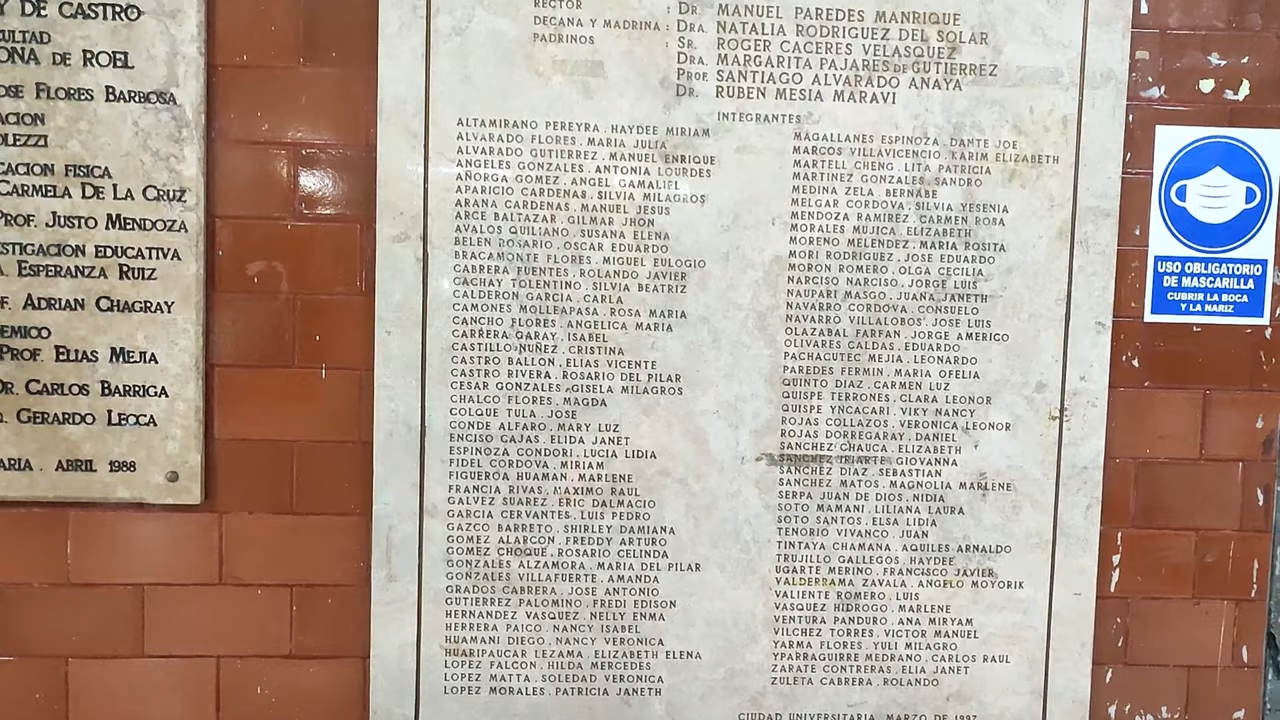 Y DE CASTRO
CULTAD
ONA DE ROEL
JOSE FLORES BARBOSA
ACION
OLEZZI
CACION FISICA
CARMELA DE LA CRUZ
PROF. JUSTO MENDOZA
ESTIGACION EDUCATIVA
A. ESPERANZA RUIZ
OF. ADRIAN CHAGRAY
EMICO
PROF. ELIAS MEJIA
DR. CARLOS BARRIGA
GERARDO LECCA
ARIA . ABRIL 1988
RECTOR : DR. MANUEL PAREDES MANRIQUE
DECANA Y MADRINA : DRA. NATALIA RODRIGUEZ DEL SOLAR
PADRINOS : SR. ROGER CACERES VELASQUEZ
DRA. MARGARITA PAJARES DE GUTIERREZ
PROF. SANTIAGO ALVARADO ANAYA
DR. RUBEN MESIA MARAVI
INTEGRANTES
ALTAMIRANO PEREYRA . HAYDEE MIRIAM
ALVARADO FLORES . MARIA JULIA
ALVARADO GUTIERREZ . MANUEL ENRIQUE
ANGELES GONZALES . ANTONIA LOURDES
AÑORGA GOMEZ . ANGEL GAMALIEL
APARICIO CARDENAS . SILVIA MILAGROS
ARANA CARDENAS . MANUEL JESUS
ARCE BALTAZAR . GILMAR JHON
AVALOS QUILIANO . SUSANA ELENA
BELEN ROSARIO . OSCAR EDUARDO
BRACAMONTE FLORES . MIGUEL EULOGIO
CABRERA FUENTES . ROLANDO JAVIER
CACHAY TOLENTINO . SILVIA BEATRIZ
CALDERON GARCIA . CARLA
CAMONES MOLLEAPASA . ROSA MARIA
CANCHO FLORES . ANGELICA MARIA
CARRERA GARAY . ISABEL
CASTILLO NUÑEZ . CRISTINA
CASTRO BALLON . ELIAS VICENTE
CASTRO RIVERA . ROSARIO DEL PILAR
CESAR GONZALES . GISELA MILAGROS
CHALCO FLORES . MAGDA
COLQUE TULA . JOSE
CONDE ALFARO . MARY LUZ
ENCISO GAJAS . ELIDA JANET
ESPINOZA CONDORI . LUCIA LIDIA
FIDEL CORDOVA . MIRIAM
FIGUEROA HUAMAN . MARLENE
FRANCIA RIVAS . MAXIMO RAUL
GALVEZ SUAREZ . ERIC DALMACIO
GARCIA CERVANTES . LUIS PEDRO
GAZCO BARRETO . SHIRLEY DAMIANA
GOMEZ ALARCON . FREDDY ARTURO
GOMEZ CHOQUE . ROSARIO CELINDA
GONZALES ALZAMORA . MARIA DEL PILAR
GONZALES VILLAFUERTE . AMANDA
GRADOS CABRERA . JOSE ANTONIO
GUTIERREZ PALOMINO . FREDI EDISON
HERNANDEZ VASQUEZ . NELLY ENMA
HERRERA PAICO . NANCY ISABEL
HUAMANI DIEGO . NANCY VERONICA
HUARIPAUCAR LEZAMA . ELIZABETH ELENA
LOPEZ FALCON . HILDA MERCEDES
LOPEZ MATTA . SOLEDAD VERONICA
LOPEZ MORALES . PATRICIA JANETH
MAGALLANES ESPINOZA . DANTE JOE
MARCOS VILLAVICENCIO . KARIM ELIZABETH
MARTELL CHENG . LITA PATRICIA
MARTINEZ GONZALES . SANDRO
MEDINA ZELA . BERNABE
MELGAR CORDOVA . SILVIA YESENIA
MENDOZA RAMIREZ . CARMEN ROSA
MORALES MUJICA . ELIZABETH
MORENO MELENDEZ . MARIA ROSITA
MORI RODRIGUEZ . JOSE EDUARDO
MORON ROMERO . OLGA CECILIA
NARCISO NARCISO . JORGE LUIS
NAUPARI MASGO . JUANA JANETH
NAVARRO CORDOVA . CONSUELO
NAVARRO VILLALOBOS . JOSE LUIS
OLAZABAL FARFAN . JORGE AMERICO
OLIVARES CALDAS . EDUARDO
PACHACUTEC MEJIA . LEONARDO
PAREDES FERMIN . MARIA OFELIA
QUINTO DIAZ . CARMEN LUZ
QUISPE TERRONES . CLARA LEONOR
QUISPE YNCACARI . VIKY NANCY
ROJAS COLLAZOS . VERONICA LEONOR
ROJAS DORREGARAY . DANIEL
SANCHEZ CHAUCA . ELIZABETH
SANCHEZ IRIARTE . GIOVANNA
SANCHEZ DIAZ . SEBASTIAN
SANCHEZ MATOS . MAGNOLIA MARLENE
SERPA JUAN DE DIOS . NIDIA
SOTO MAMANI . LILIANA LAURA
SOTO SANTOS . ELSA LIDIA
TENORIO VIVANCO . JUAN
TINTAYA CHAMANA . AQUILES ARNALDO
TRUJILLO GALLEGOS . HAYDEE
UGARTE MERINO . FRANCISCO JAVIER
VALDERRAMA ZAVALA . ANGELO MOYORIK
VALIENTE ROMERO . LUIS
VASQUEZ HIDROGO . MARLENE
VENTURA PANDURO . ANA MIRYAM
VILCHEZ TORRES . VICTOR MANUEL
YARMA FLORES . YULI MILAGRO
YPARRAGUIRRE MEDRANO . CARLOS RAUL
ZARATE CONTRERAS . ELIA JANET
ZULETA CABRERA . ROLANDO
CIUDAD UNIVERSITARIA, MARZO DE 1997
USO OBLIGATORIO
DE MASCARILLA
CUBRIR LA BOCA
Y LA NARIZ